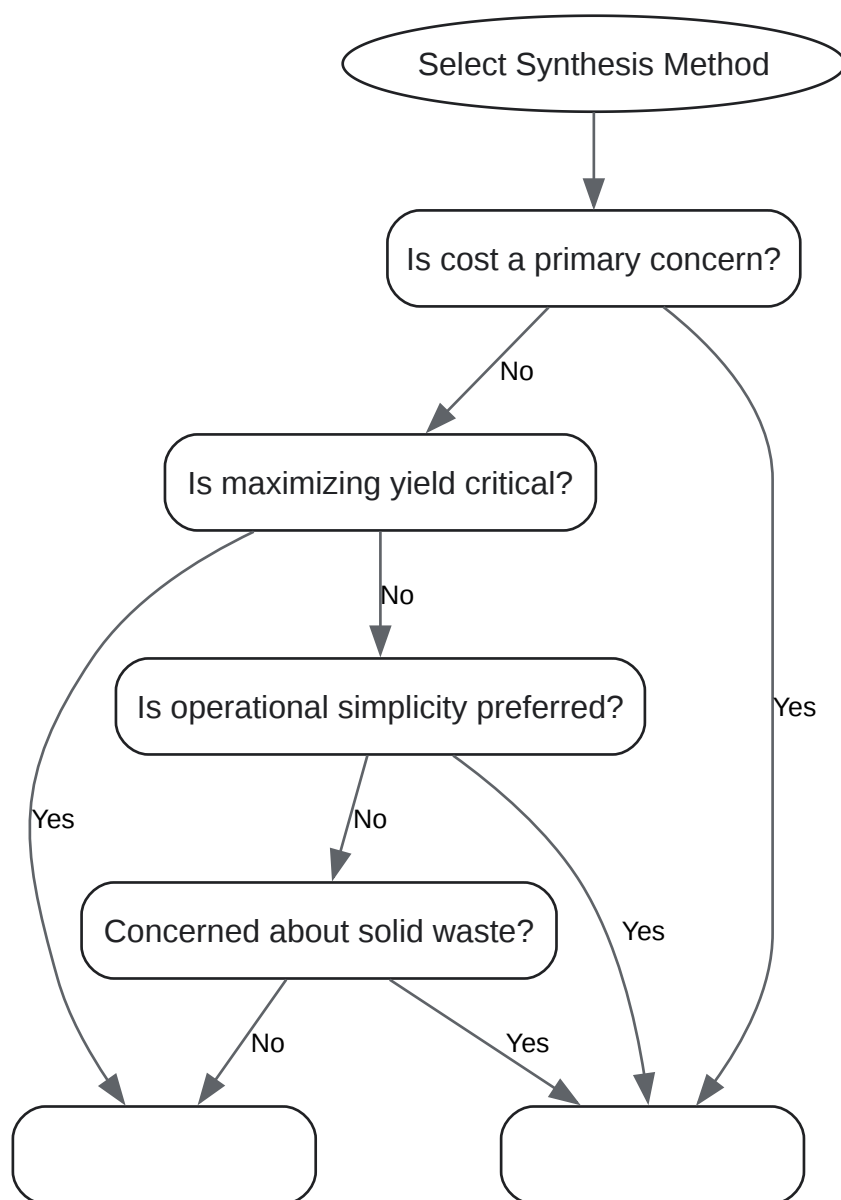 Select Synthesis Method
Is cost a primary concern?
No
Is maximizing yield critical?
No
Is operational simplicity preferred?
Yes
Yes
No
Concerned about solid waste?
Yes
No
Yes